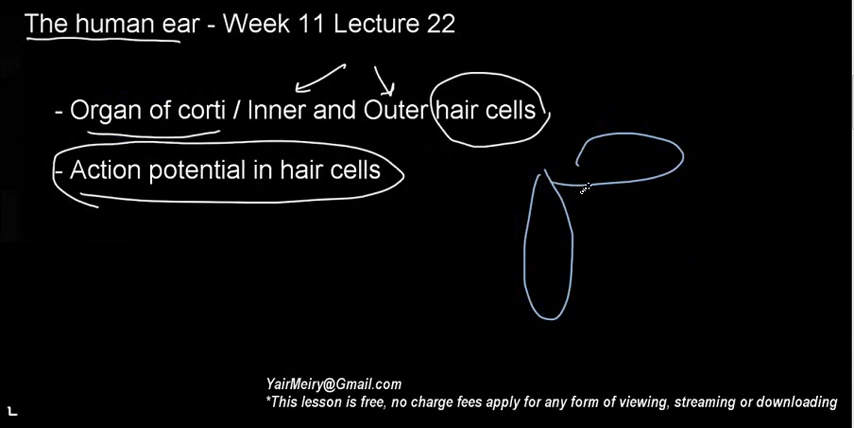 The human ear - Week 11 Lecture 22
- Organ of corti / Inner and Outer hair cells
- Action potential in hair cells
YairMeiry@Gmail.com
*This lesson is free, no charge fees apply for any form of viewing, streaming or downloading